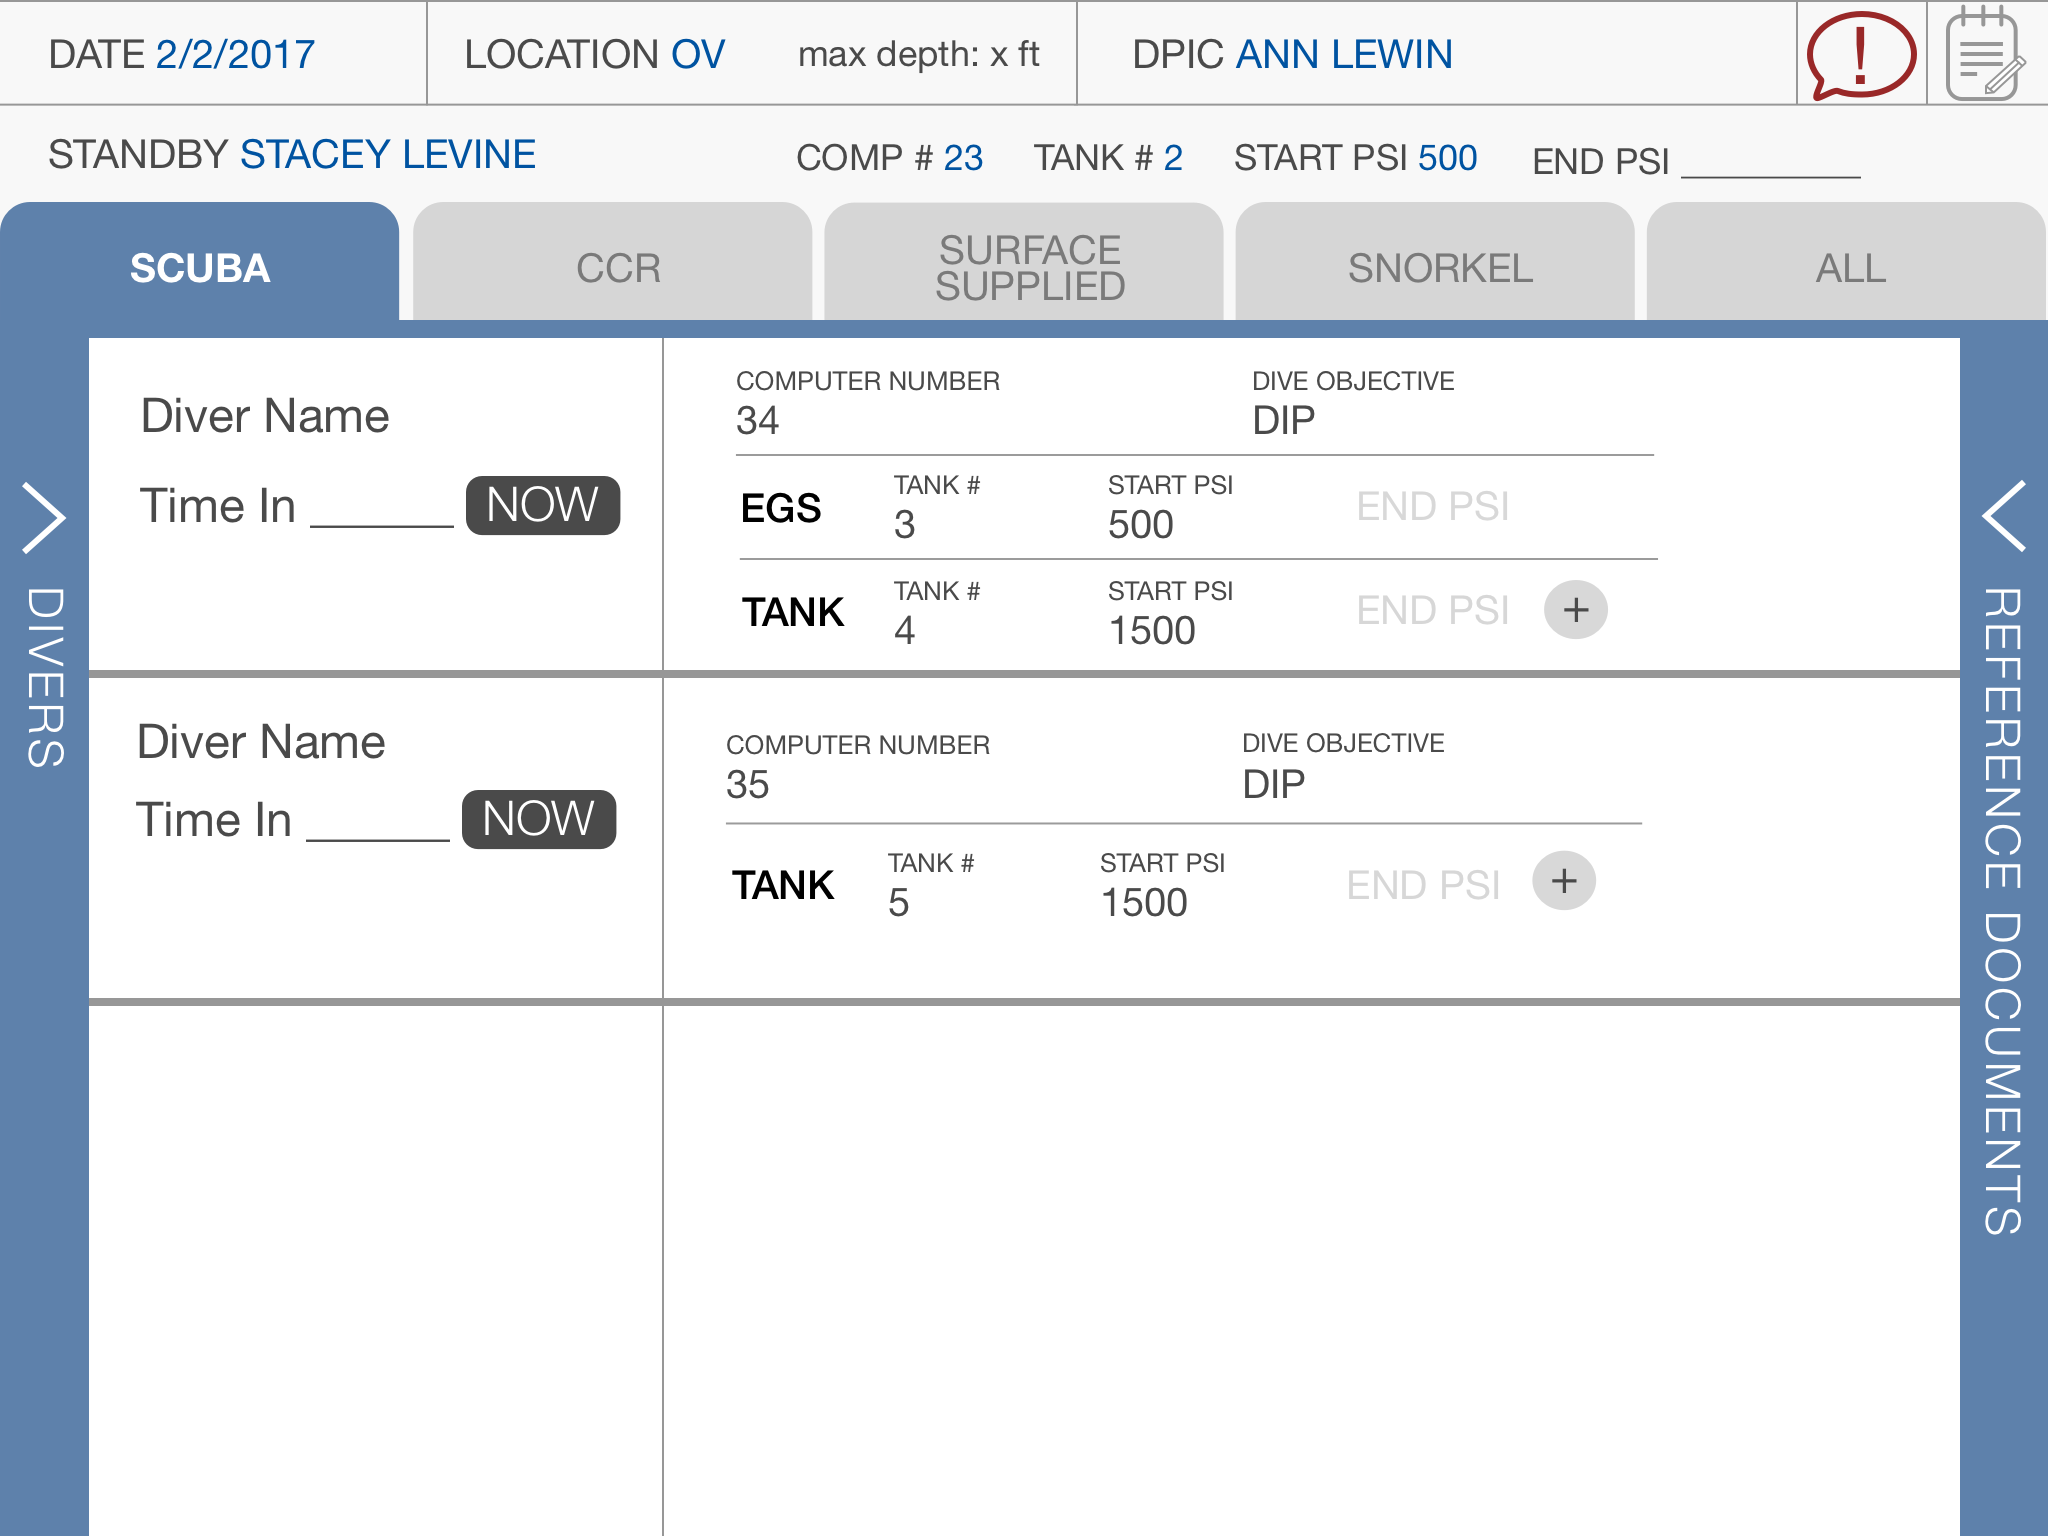 DATE 2/2/2017
LOCATION OV
max depth: x ft
DPIC ANN LEWIN
!
STANDBY STACEY LEVINE
COMP # 23
TANK # 2
START PSI 500
END PSI
SCUBA
CCR
SURFACE
SUPPLIED
SNORKEL
ALL
DIVERS
Diver Name
Time In
NOW
COMPUTER NUMBER
34
DIVE OBJECTIVE
DIP
EGS
TANK #
3
START PSI
500
END PSI
TANK
TANK #
4
START PSI
1500
END PSI
+
Diver Name
Time In
NOW
COMPUTER NUMBER
35
DIVE OBJECTIVE
DIP
TANK
TANK #
5
START PSI
1500
END PSI
+
REFERENCE DOCUMENTS